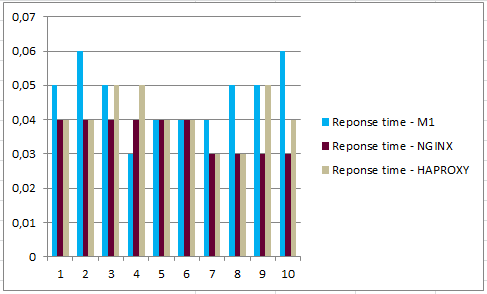 0,07
0,06
0,05
0,04
0,03
0,02
0,01
0
1 2 3 4 5 6 7 8 9 10
Reponse time - M1
Reponse time - NGINX
Reponse time - HAPROXY